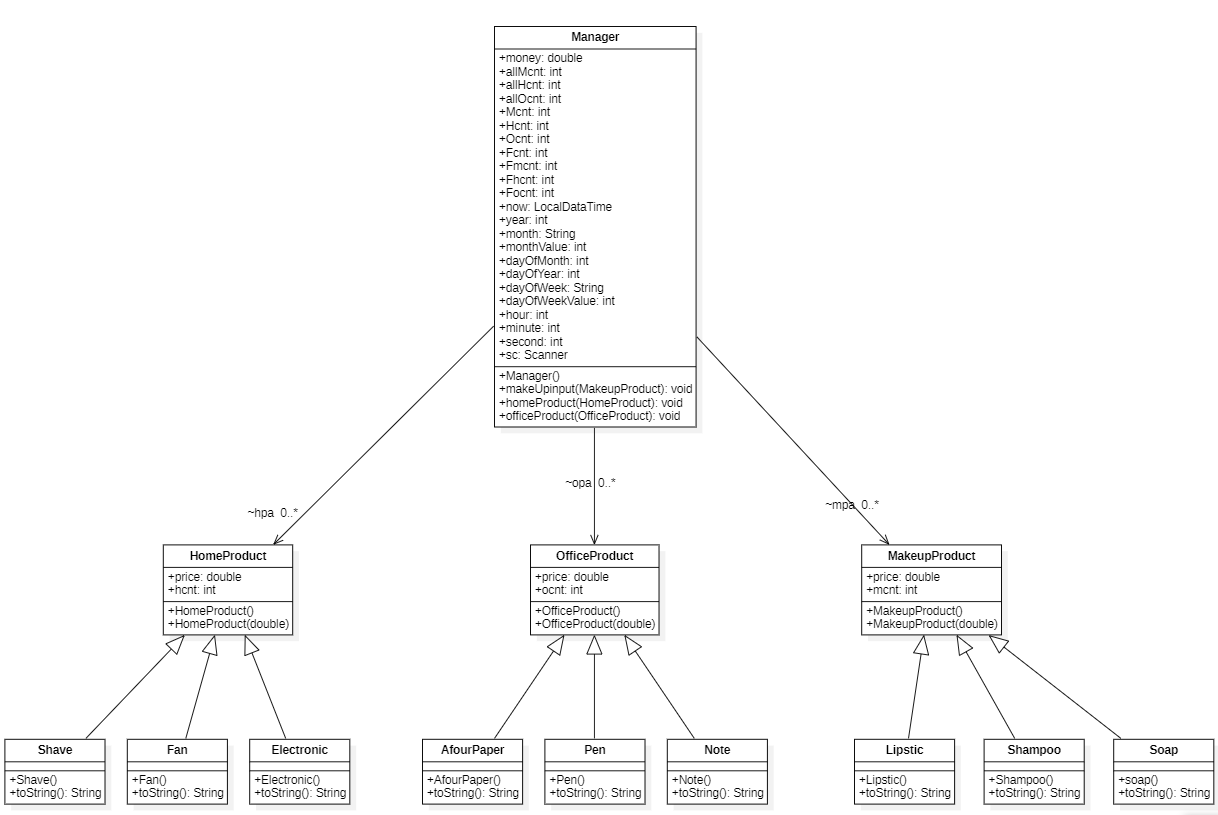 Manager
+money: double
+allMcnt: int
+allHcnt: int
+allOcnt: int
+Mcnt: int
+Hcnt: int
+Ocnt: int
+Fcnt: int
+Fmcnt: int
+Fhcnt: int
+Focnt: int
+now: LocalDataTime
+year: int
+month: String
+monthValue: int
+dayOfMonth: int
+dayOfYear: int
+dayOfWeek: String
+dayOfWeekValue: int
+hour: int
+minute: int
+second: int
+sc: Scanner
+Manager()
+makeUpinput(MakeupProduct): void
+homeProduct(HomeProduct): void
+officeProduct(OfficeProduct): void
~hpa 0..*
~opa 0..*
~mpa 0..*
HomeProduct
+price: double
+hcnt: int
+HomeProduct()
+HomeProduct(double)
OfficeProduct
+price: double
+ocnt: int
+OfficeProduct()
+OfficeProduct(double)
MakeupProduct
+price: double
+mcnt: int
+MakeupProduct()
+MakeupProduct(double)
Shave
+Shave()
+toString(): String
Fan
+Fan()
+toString(): String
Electronic
+Electronic()
+toString(): String
AfourPaper
+AfourPaper()
+toString(): String
Pen
+Pen()
+toString(): String
Note
+Note()
+toString(): String
Lipstic
+Lipstic()
+toString(): String
Shampoo
+Shampoo()
+toString(): String
Soap
+soap()
+toString(): String